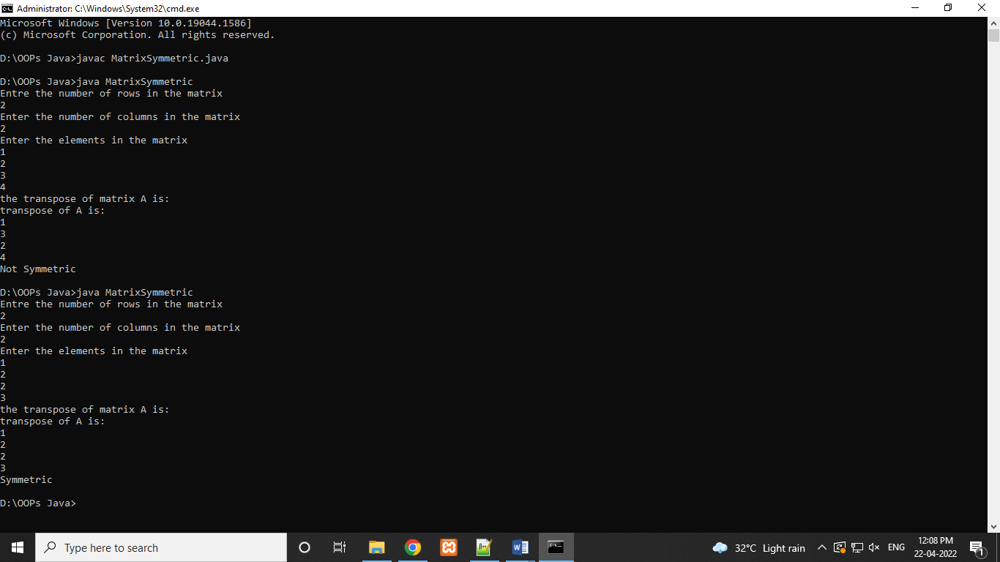 Administrator: C:\Windows\System32\cmd.exe
Microsoft Windows [Version 10.0.19044.1586]
(c) Microsoft Corporation. All rights reserved.
D:\OOPs Java>javac MatrixSymmetric.java
D:\OOPs Java>java MatrixSymmetric
Entre the number of rows in the matrix
2
Enter the number of columns in the matrix
2
Enter the elements in the matrix
1
2
3
4
the transpose of matrix A is:
transpose of A is:
1
3
2
4
Not Symmetric
D:\OOPs Java>java MatrixSymmetric
Entre the number of rows in the matrix
2
Enter the number of columns in the matrix
2
Enter the elements in the matrix
1
2
2
3
the transpose of matrix A is:
transpose of A is:
1
2
2
3
Symmetric
D:\OOPs Java>
Type here to search
32°C Light rain
ENG
12:08 PM
22-04-2022
1